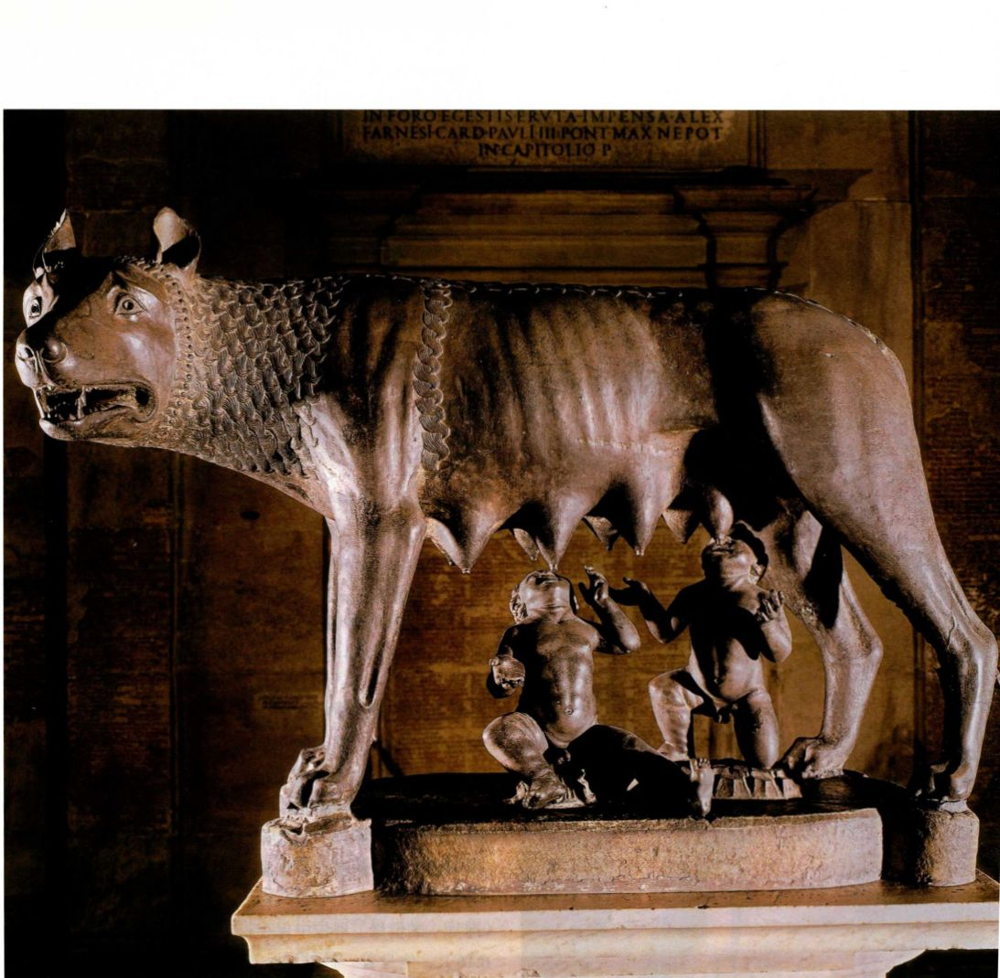 IN FORO EGESTIS ERVTA·IMPENSA·ALEX
FARNESI·CARD·PAVLI III PONT MAX NEPOT
IN CAPITOLIO P